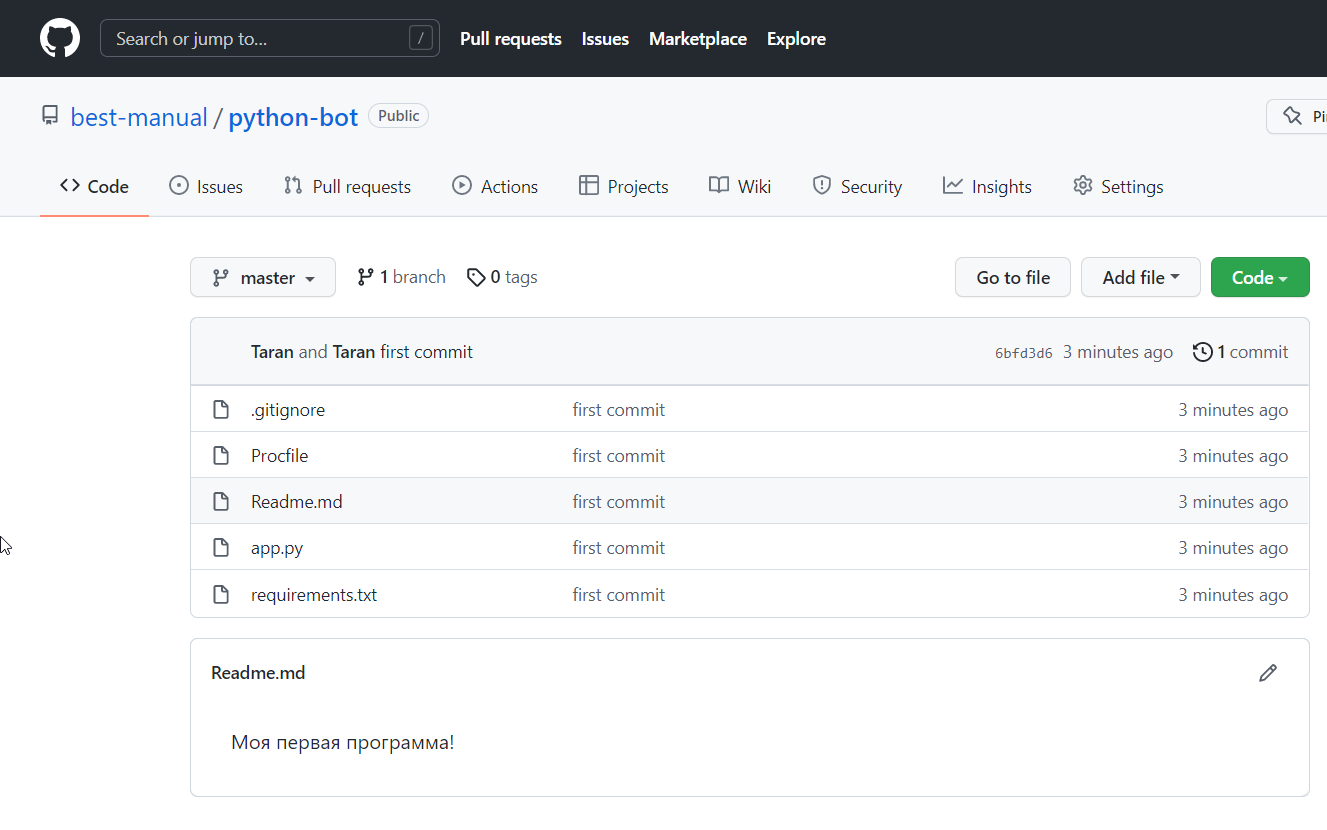 Search or jump to... /
Pull requests Issues Marketplace Explore
best-manual / python-bot Public
Code Issues Pull requests Actions Projects Wiki Security Insights Settings
master 1 branch 0 tags Go to file Add file Code
Taran and Taran first commit 6bfd3d6 3 minutes ago 1 commit
.gitignore first commit 3 minutes ago
Procfile first commit 3 minutes ago
Readme.md first commit 3 minutes ago
app.py first commit 3 minutes ago
requirements.txt first commit 3 minutes ago
Readme.md
Моя первая программа!